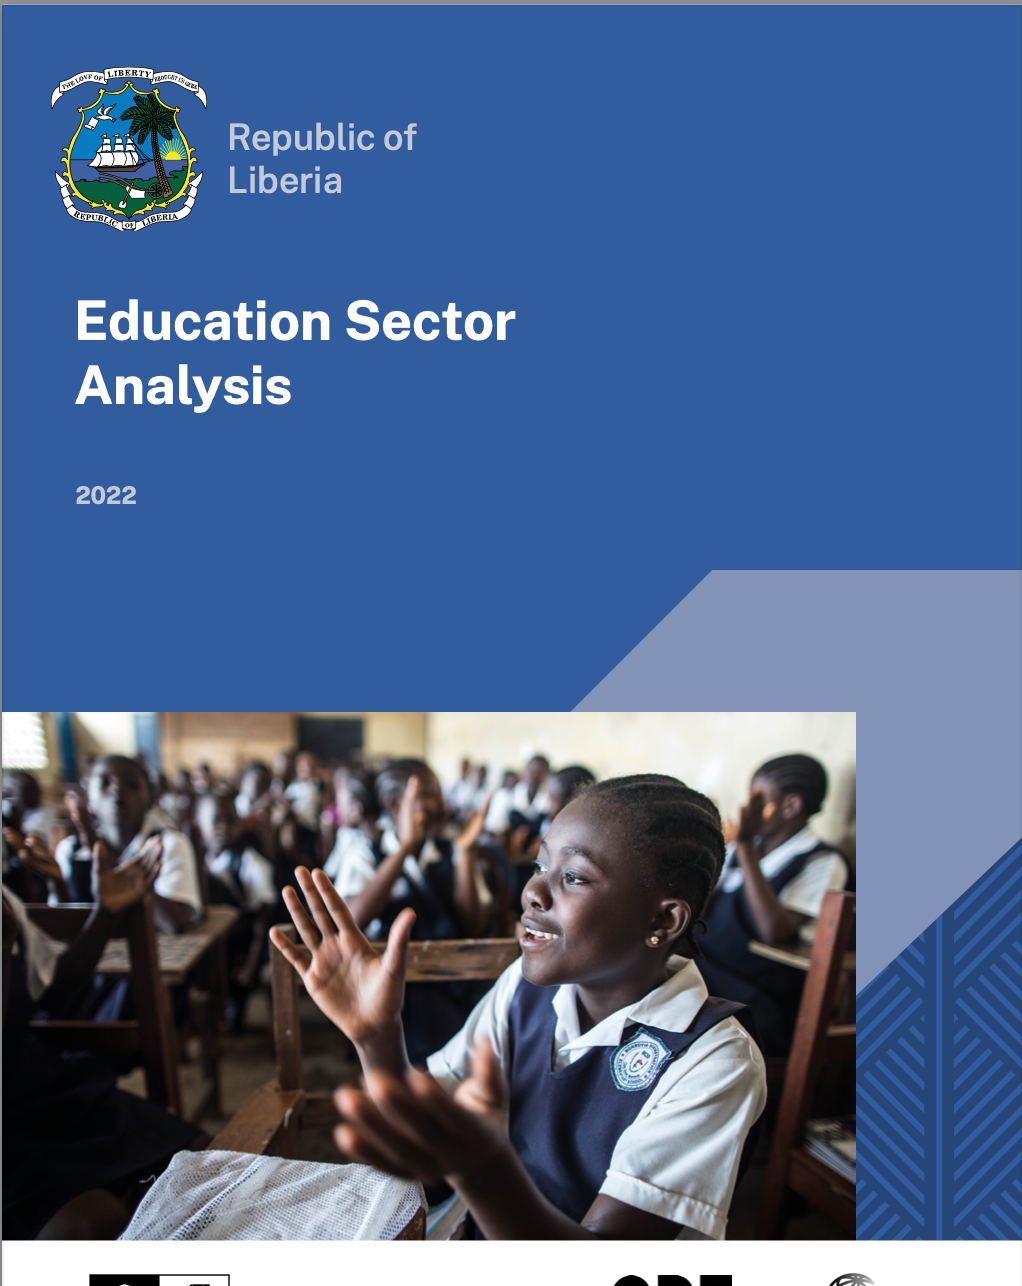 THE LOVE OF LIBERTY BROUGHT US HERE
Republic of
Liberia
REPUBLIC OF LIBERIA
Education Sector
Analysis
2022